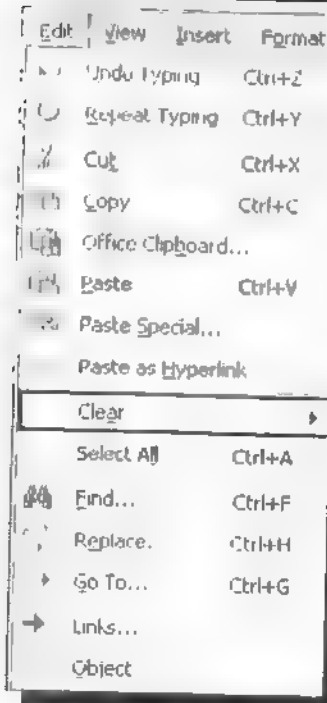 Edit View Insert Format
Undo Typing Ctrl+Z
Repeat Typing Ctrl+Y
Cut Ctrl+X
Copy Ctrl+C
Office Clipboard...
Paste Ctrl+V
Paste Special...
Paste as Hyperlink
Clear
Select All Ctrl+A
Find... Ctrl+F
Replace. Ctrl+H
Go To... Ctrl+G
Links...
Object